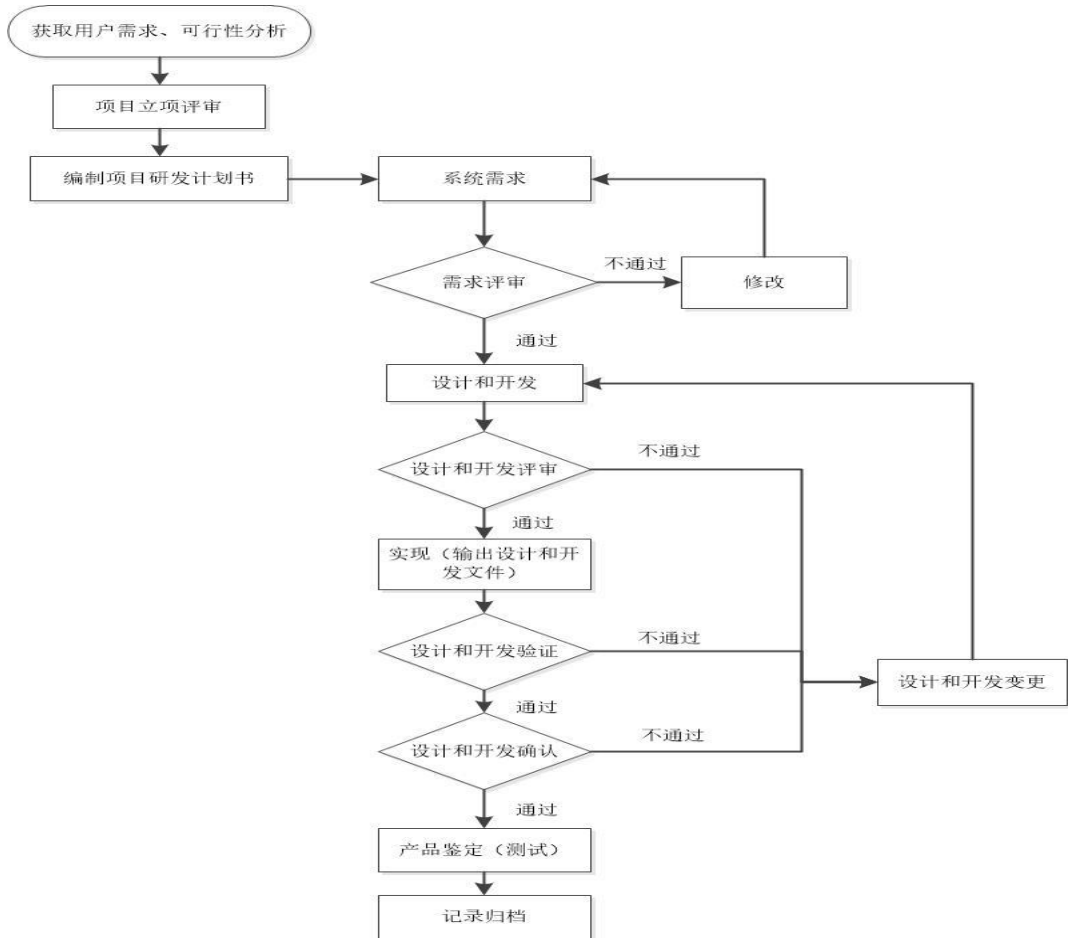 获取用户需求、可行性分析
项目立项评审
编制项目研发计划书
系统需求
需求评审
不通过
修改
通过
设计和开发
设计和开发评审
不通过
通过
实现（输出设计和开
发文件）
设计和开发验证
不通过
设计和开发变更
通过
设计和开发确认
不通过
通过
产品鉴定（测试）
记录归档